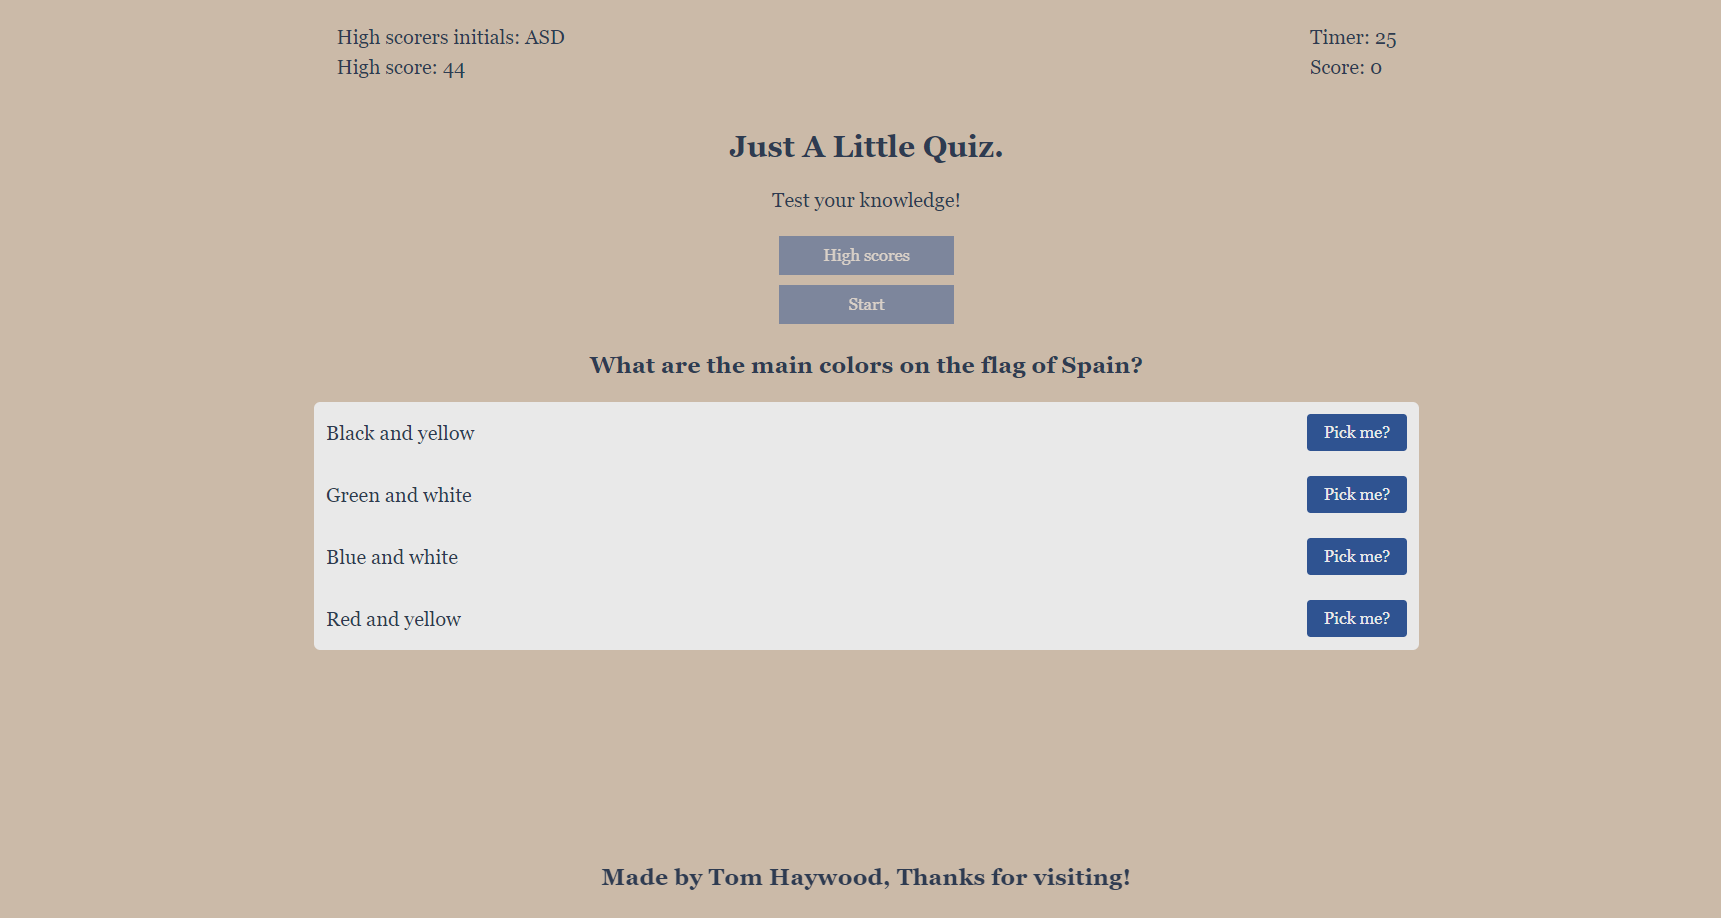 High scorers initials: ASD
High score: 44
Timer: 25
Score: 0
Just A Little Quiz.
Test your knowledge!
High scores
Start
What are the main colors on the flag of Spain?
Black and yellow
Pick me?
Green and white
Pick me?
Blue and white
Pick me?
Red and yellow
Pick me?
Made by Tom Haywood, Thanks for visiting!